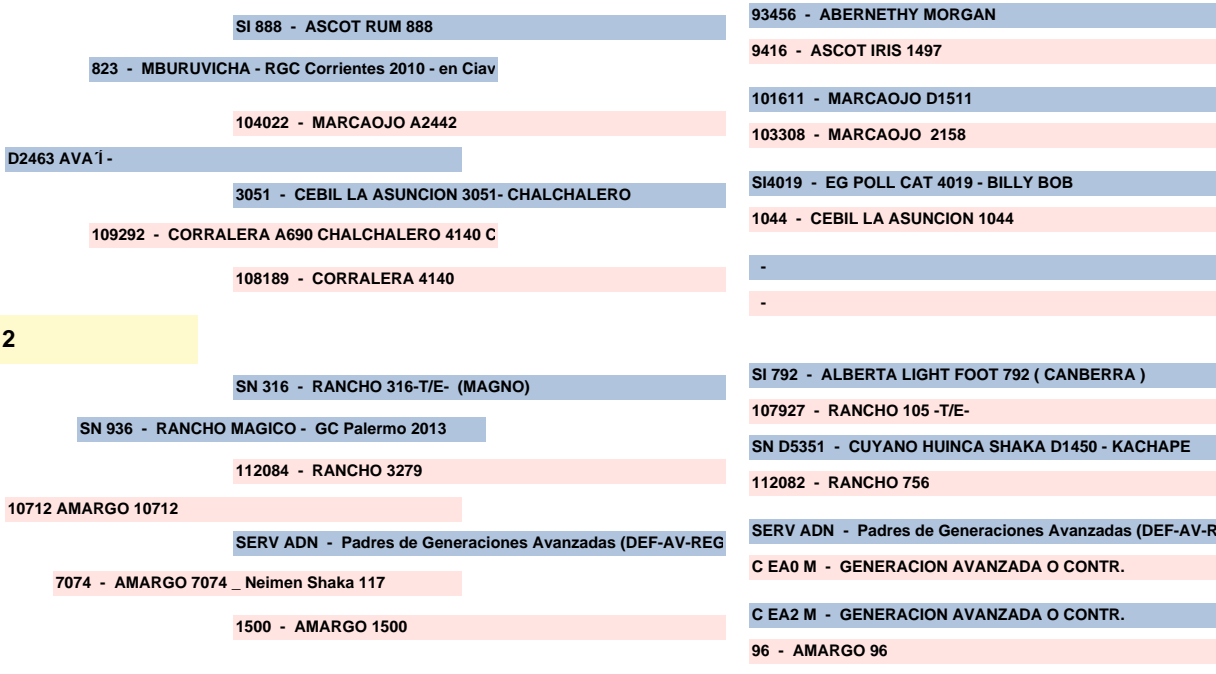 SI 888 - ASCOT RUM 888
93456 - ABERNETHY MORGAN
9416 - ASCOT IRIS 1497
823 - MBURUVICHA - RGC Corrientes 2010 - en Ciav
104022 - MARCAOJO A2442
101611 - MARCAOJO D1511
103308 - MARCAOJO 2158
D2463 AVA´Í -
3051 - CEBIL LA ASUNCION 3051- CHALCHALERO
SI4019 - EG POLL CAT 4019 - BILLY BOB
1044 - CEBIL LA ASUNCION 1044
109292 - CORRALERA A690 CHALCHALERO 4140 C
108189 - CORRALERA 4140
-
-
2
SN 316 - RANCHO 316-T/E- (MAGNO)
SI 792 - ALBERTA LIGHT FOOT 792 ( CANBERRA )
107927 - RANCHO 105 -T/E-
SN 936 - RANCHO MAGICO - GC Palermo 2013
112084 - RANCHO 3279
SN D5351 - CUYANO HUINCA SHAKA D1450 - KACHAPE
112082 - RANCHO 756
10712 AMARGO 10712
SERV ADN - Padres de Generaciones Avanzadas (DEF-AV-REG
SERV ADN - Padres de Generaciones Avanzadas (DEF-AV-R
C EA0 M - GENERACION AVANZADA O CONTR.
7074 - AMARGO 7074 _ Neimen Shaka 117
1500 - AMARGO 1500
C EA2 M - GENERACION AVANZADA O CONTR.
96 - AMARGO 96